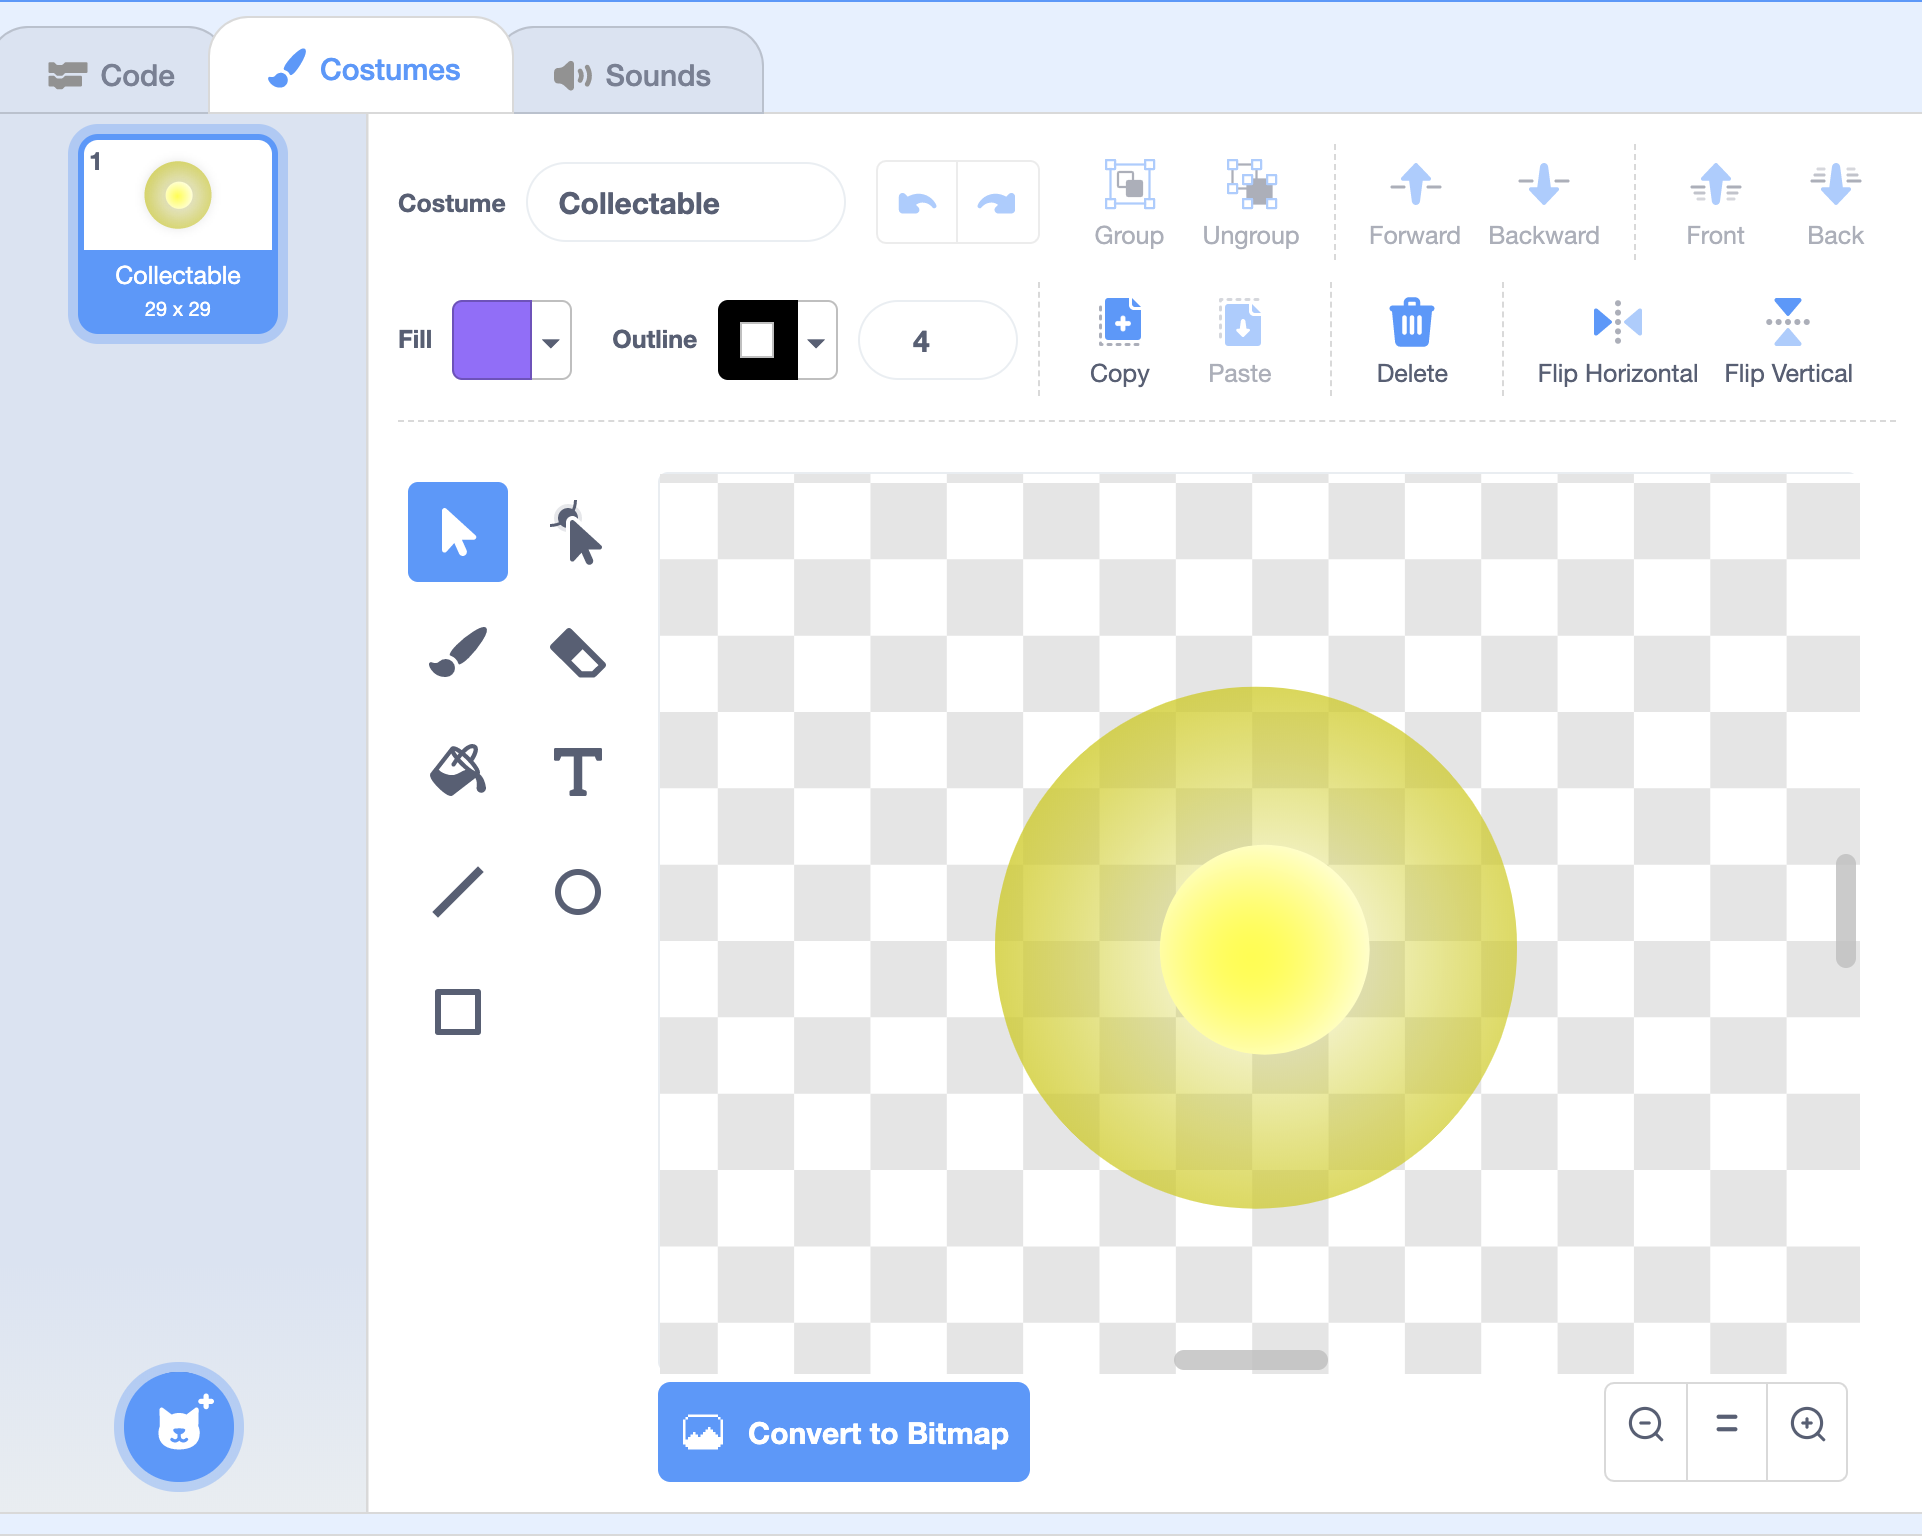 Code
Costumes
Sounds
1
Collectable
29 x 29
Costume
Collectable
Group
Ungroup
Forward
Backward
Front
Back
Fill
Outline
4
Copy
Paste
Delete
Flip Horizontal
Flip Vertical
Convert to Bitmap